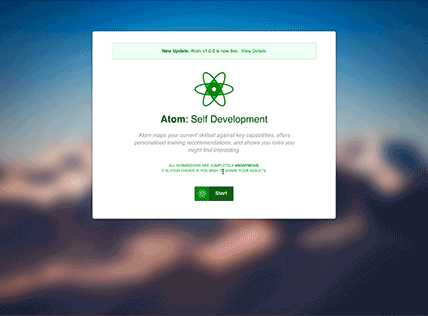 New Update: Atom v1.0.6 is now live. View Details
Atom: Self Development
Atom maps your current skillset against key capabilities, offers
personalised training recommendations, and shows you roles you
might find interesting.
ALL SUBMISSIONS ARE COMPLETELY ANONYMOUS.
IT IS YOUR CHOICE IF YOU WISH TO SHARE YOUR RESULTS.
Start